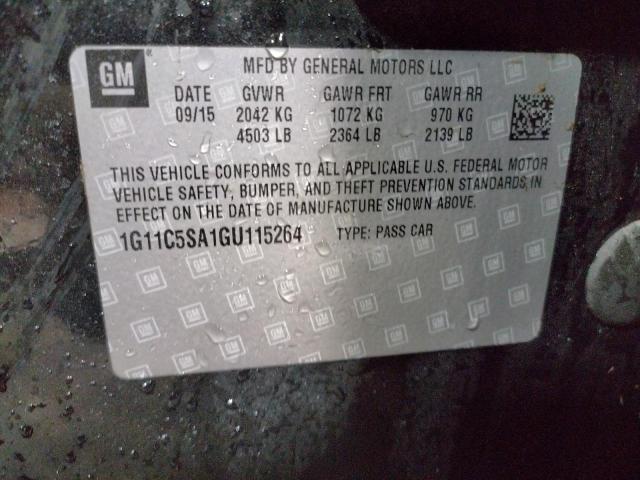 GM ® MFD BY GENERAL MOTORS LLC
DATE GVWR GAWR FRT GAWR RR
09/15 2042 KG 1072 KG 970 KG
4503 LB 2364 LB 2139 LB
THIS VEHICLE CONFORMS TO ALL APPLICABLE U.S. FEDERAL MOTOR
VEHICLE SAFETY, BUMPER, AND THEFT PREVENTION STANDARDS IN
EFFECT ON THE DATE OF MANUFACTURE SHOWN ABOVE.
1G11C5SA1GU115264 TYPE: PASS CAR